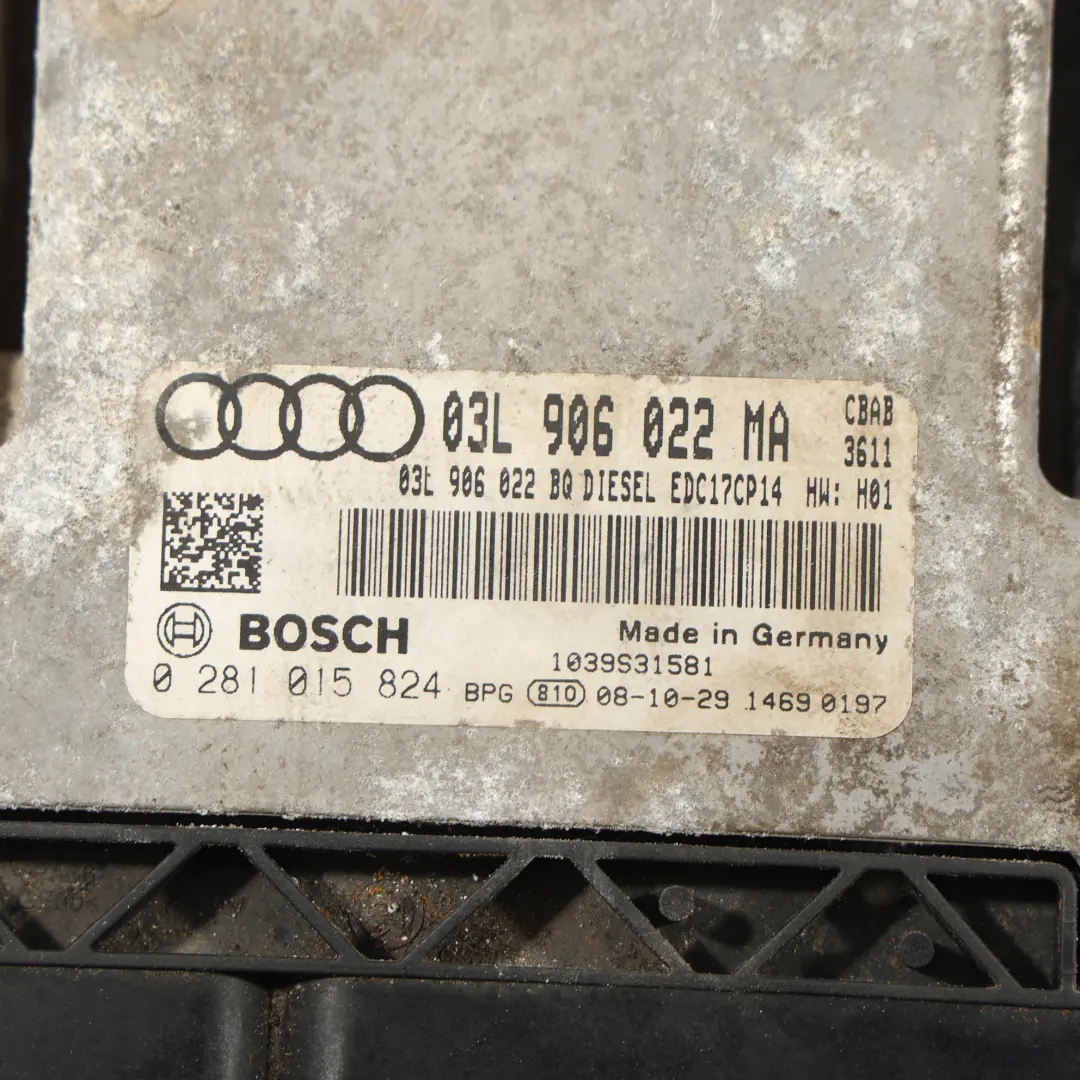 03L 906 022 MA CBAB
3611
03L 906 022 BQ DIESEL EDC17CP14 HW: H01
BOSCH Made in Germany
1039S31581
0 281 015 824 BPG 810 08-10-29 1469 0197